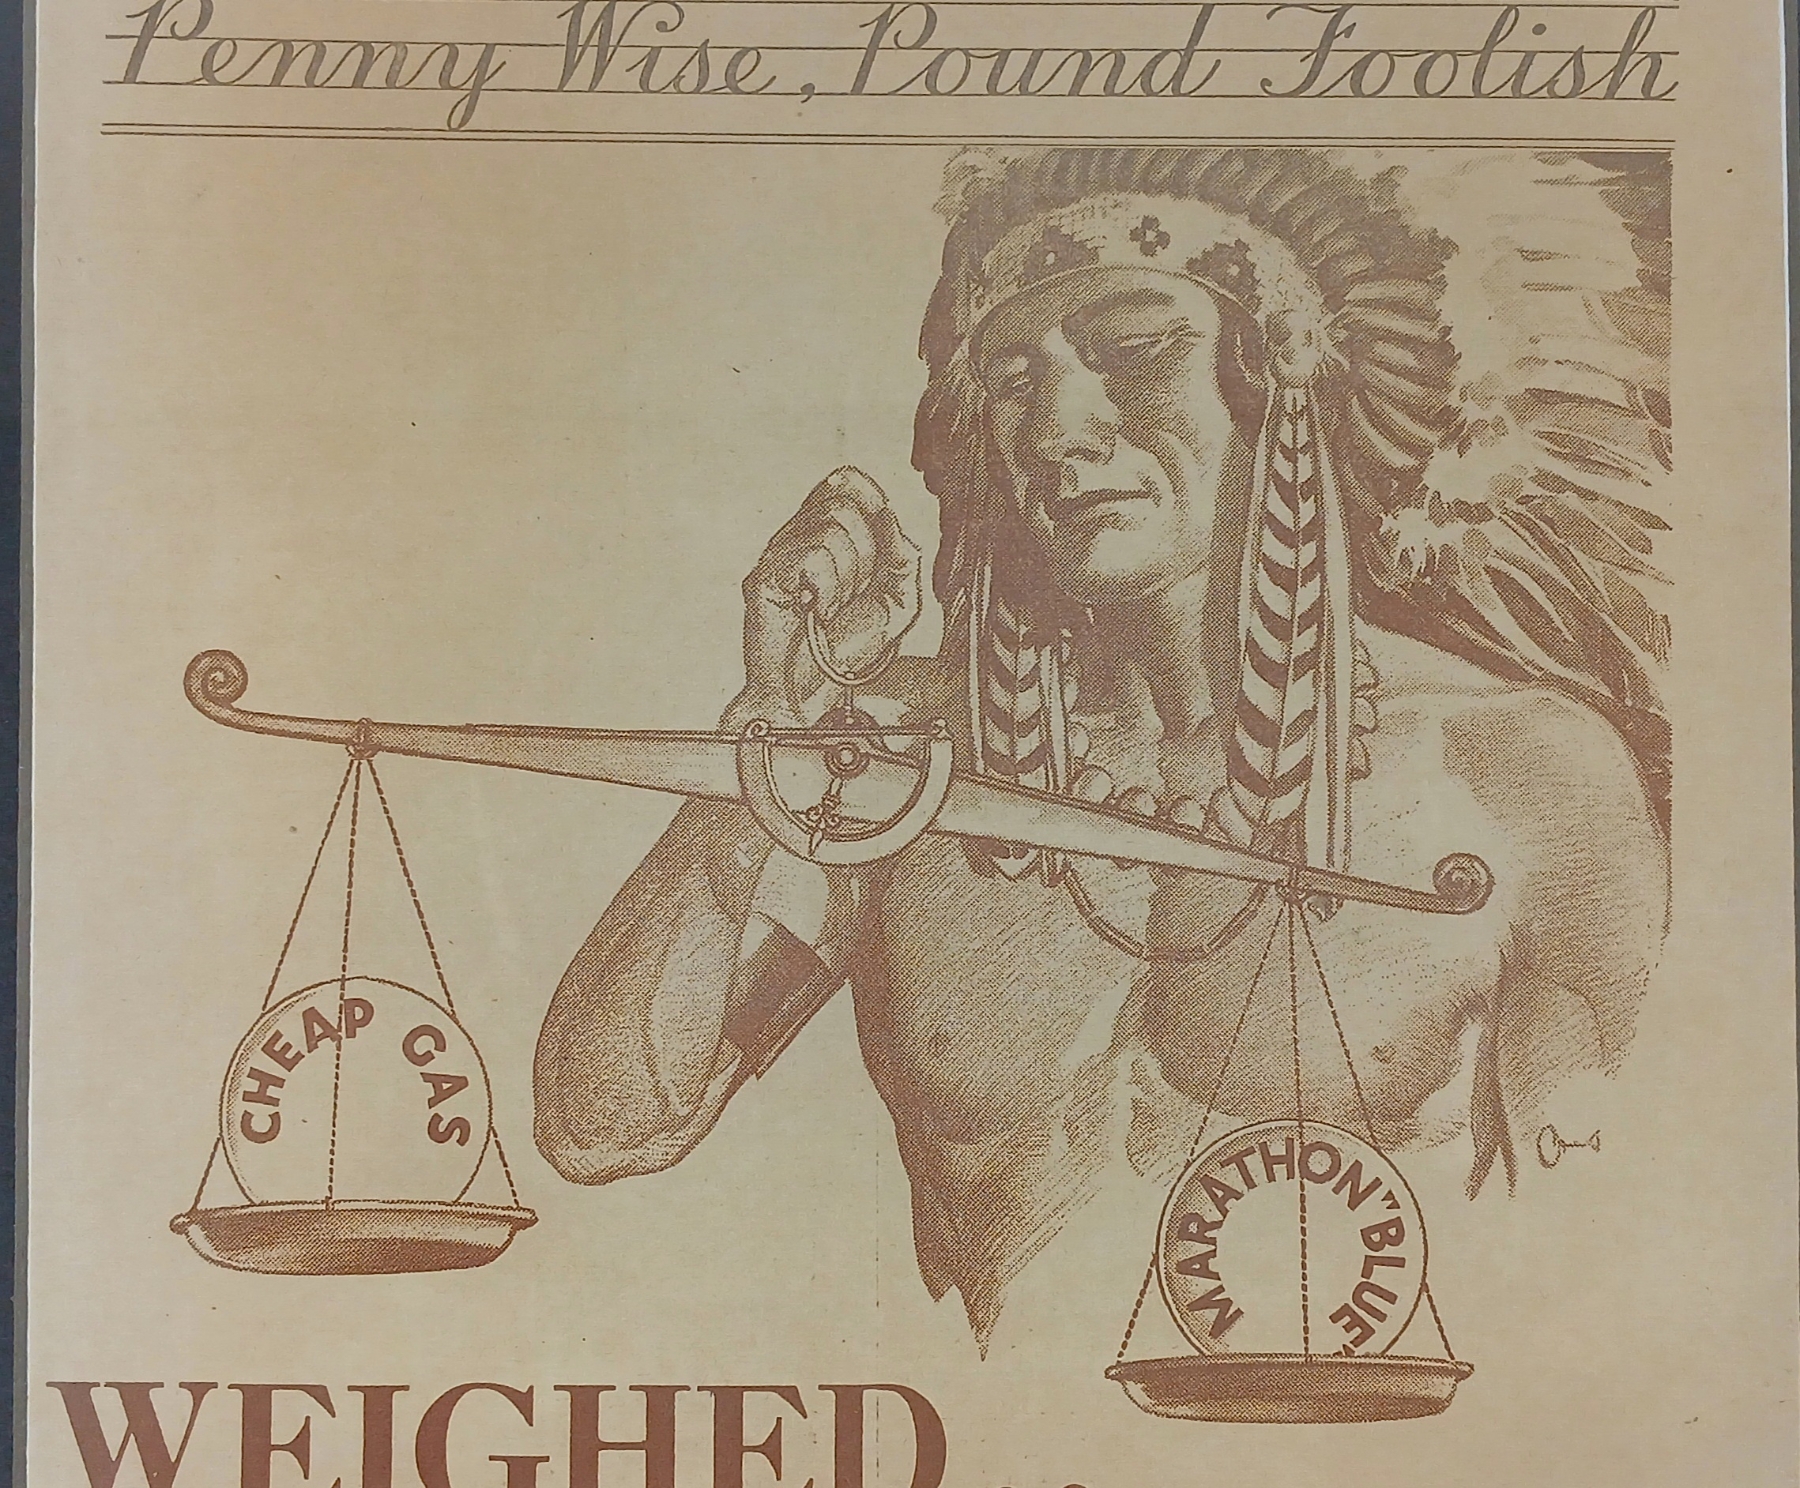 Penny Wise, Pound Foolish
CHEAP GAS
MARATHON "BLUE"
WEIGHED